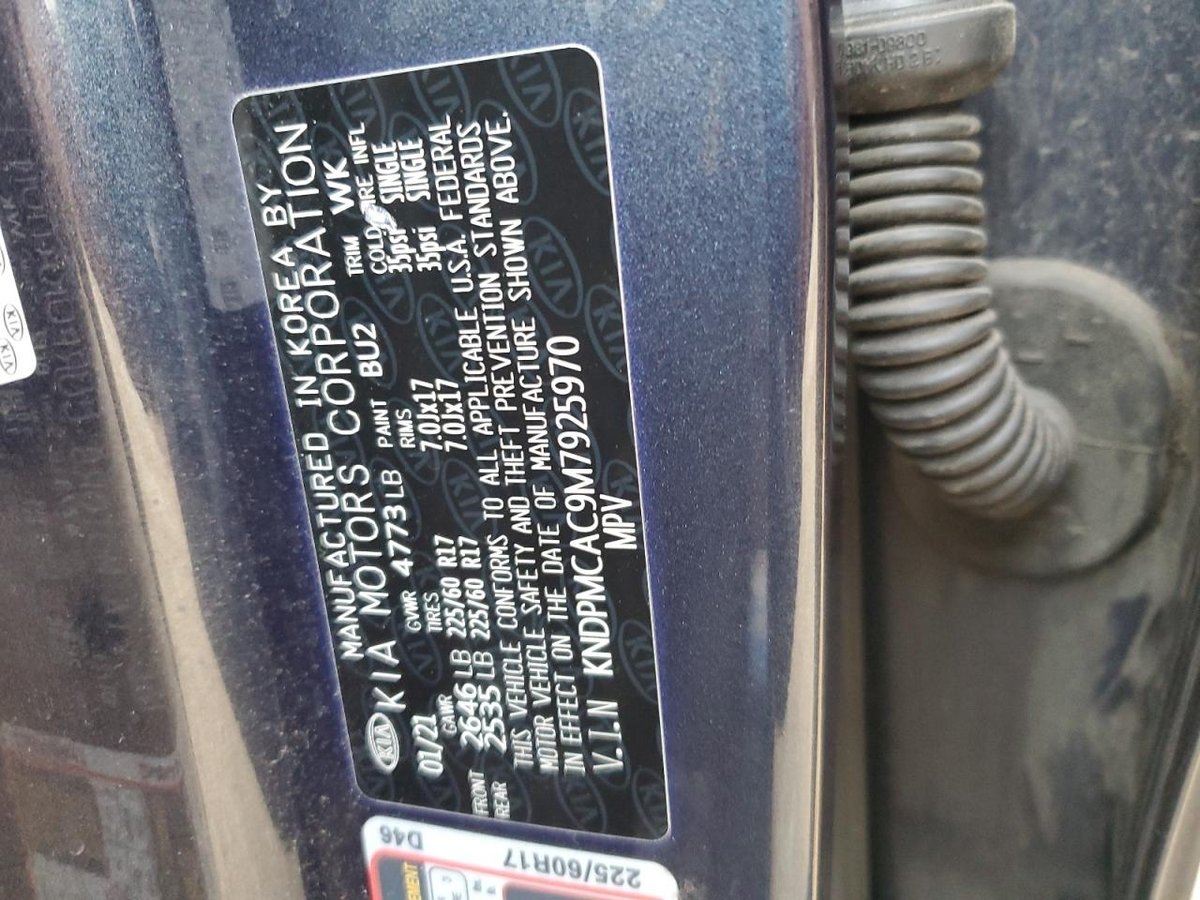 MANUFACTURED IN KOREA BY
KIA KIA MOTORS CORPORATION
01/21 GVWR 4773LB PAINT BU2 TRIM WK
GAWR TIRES RIMS COLD TIRE INFL
FRONT 2646LB 225/60 R17 7.0Jx17 35psi SINGLE
REAR 2535LB 225/60 R17 7.0Jx17 35psi SINGLE
THIS VEHICLE CONFORMS TO ALL APPLICABLE U.S.A. FEDERAL
MOTOR VEHICLE SAFETY AND THEFT PREVENTION STANDARDS
IN EFFECT ON THE DATE OF MANUFACTURE SHOWN ABOVE.
V.I.N KNDPMCAC9M7925970
MPV
D46
225/60R17
KIA KIA